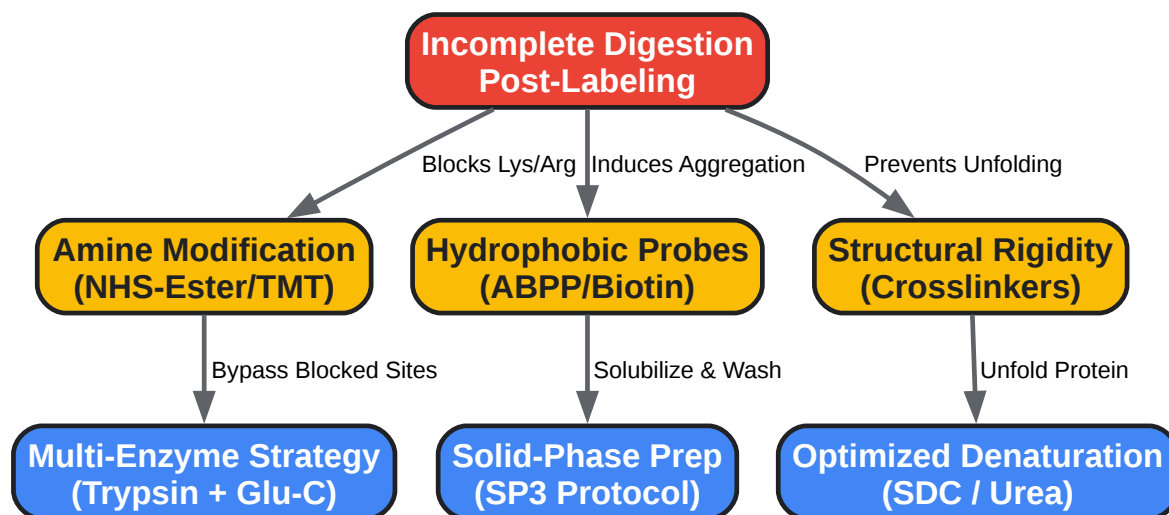 Incomplete Digestion
Post-Labeling
Blocks Lys/Arg
Induces Aggregation
Prevents Unfolding
Amine Modification
(NHS-Ester/TMT)
Hydrophobic Probes
(ABPP/Biotin)
Structural Rigidity
(Crosslinkers)
Bypass Blocked Sites
Solubilize & Wash
Unfold Protein
Multi-Enzyme Strategy
(Trypsin + Glu-C)
Solid-Phase Prep
(SP3 Protocol)
Optimized Denaturation
(SDC / Urea)